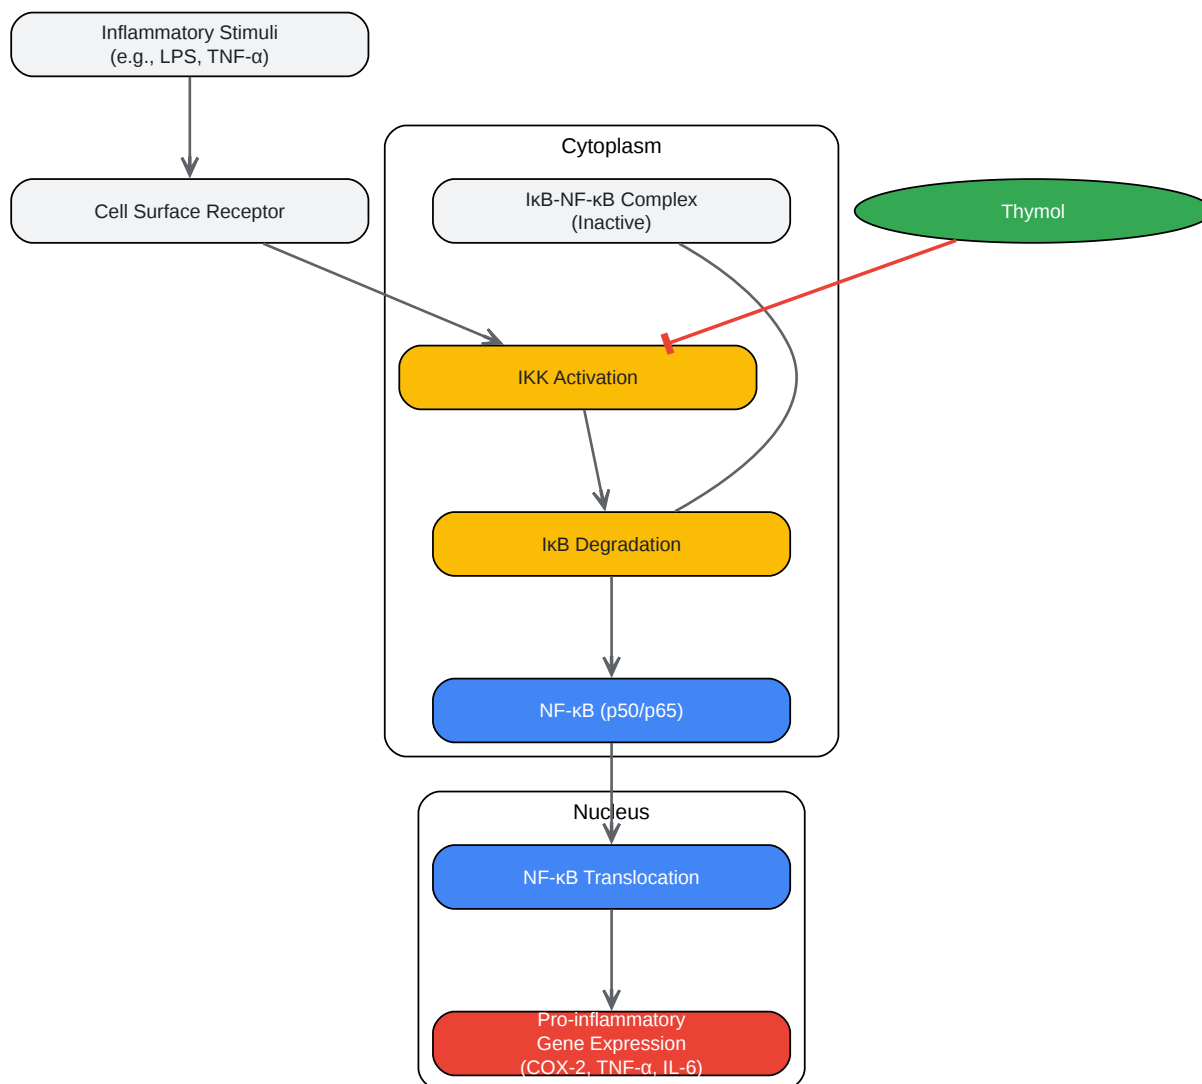 Inflammatory Stimuli
(e.g., LPS, TNF-α)
Cytoplasm
Cell Surface Receptor
IκB-NF-κB Complex
(Inactive)
Thymol
IKK Activation
IκB Degradation
NF-κB (p50/p65)
Nucleus
NF-κB Translocation
Pro-inflammatory
Gene Expression
(COX-2, TNF-α, IL-6)